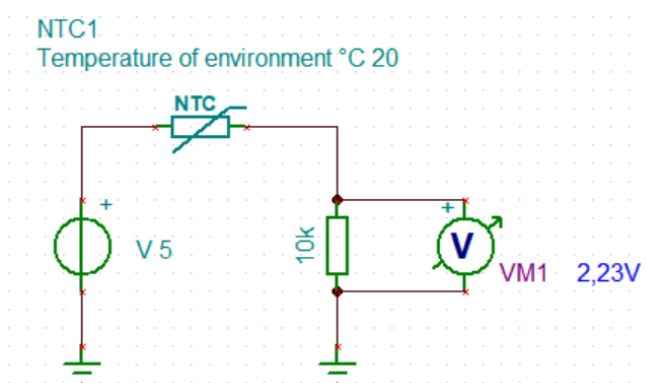 NTC1
Temperature of environment °C 20
NTC
+
+
V 5
10k
V
VM1 2,23V